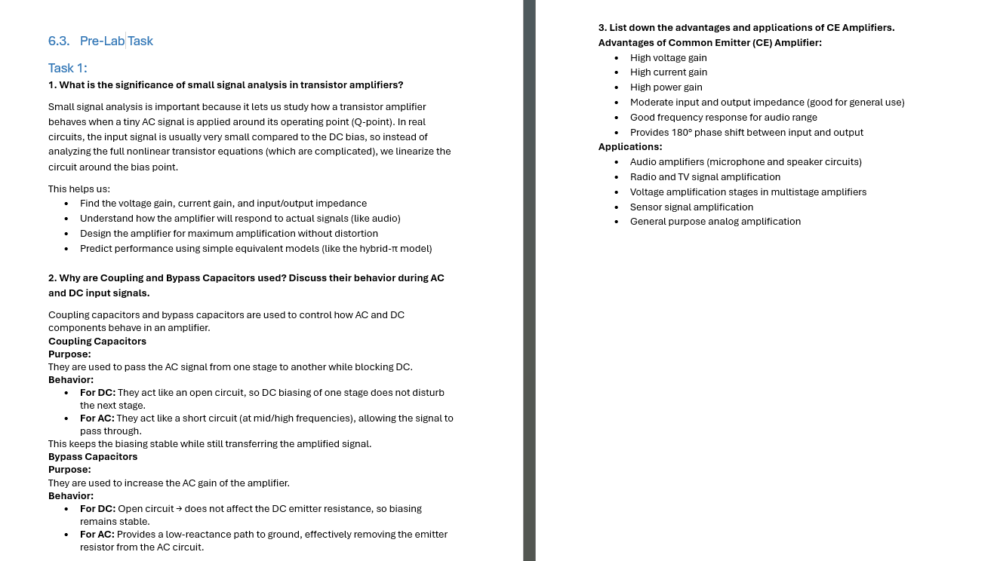 6.3. Pre-Lab Task
Task 1:
1. What is the significance of small signal analysis in transistor amplifiers?
Small signal analysis is important because it lets us study how a transistor amplifier
behaves when a tiny AC signal is applied around its operating point (Q-point). In real
circuits, the input signal is usually very small compared to the DC bias, so instead of
analyzing the full nonlinear transistor equations (which are complicated), we linearize the
circuit around the bias point.
This helps us:
• Find the voltage gain, current gain, and input/output impedance
• Understand how the amplifier will respond to actual signals (like audio)
• Design the amplifier for maximum amplification without distortion
• Predict performance using simple equivalent models (like the hybrid-π model)
2. Why are Coupling and Bypass Capacitors used? Discuss their behavior during AC
and DC input signals.
Coupling capacitors and bypass capacitors are used to control how AC and DC
components behave in an amplifier.
Coupling Capacitors
Purpose:
They are used to pass the AC signal from one stage to another while blocking DC.
Behavior:
• For DC: They act like an open circuit, so DC biasing of one stage does not disturb
the next stage.
• For AC: They act like a short circuit (at mid/high frequencies), allowing the signal to
pass through.
This keeps the biasing stable while still transferring the amplified signal.
Bypass Capacitors
Purpose:
They are used to increase the AC gain of the amplifier.
Behavior:
• For DC: Open circuit → does not affect the DC emitter resistance, so biasing
remains stable.
• For AC: Provides a low-reactance path to ground, effectively removing the emitter
resistor from the AC circuit.
3. List down the advantages and applications of CE Amplifiers.
Advantages of Common Emitter (CE) Amplifier:
• High voltage gain
• High current gain
• High power gain
• Moderate input and output impedance (good for general use)
• Good frequency response for audio range
• Provides 180° phase shift between input and output
Applications:
• Audio amplifiers (microphone and speaker circuits)
• Radio and TV signal amplification
• Voltage amplification stages in multistage amplifiers
• Sensor signal amplification
• General purpose analog amplification